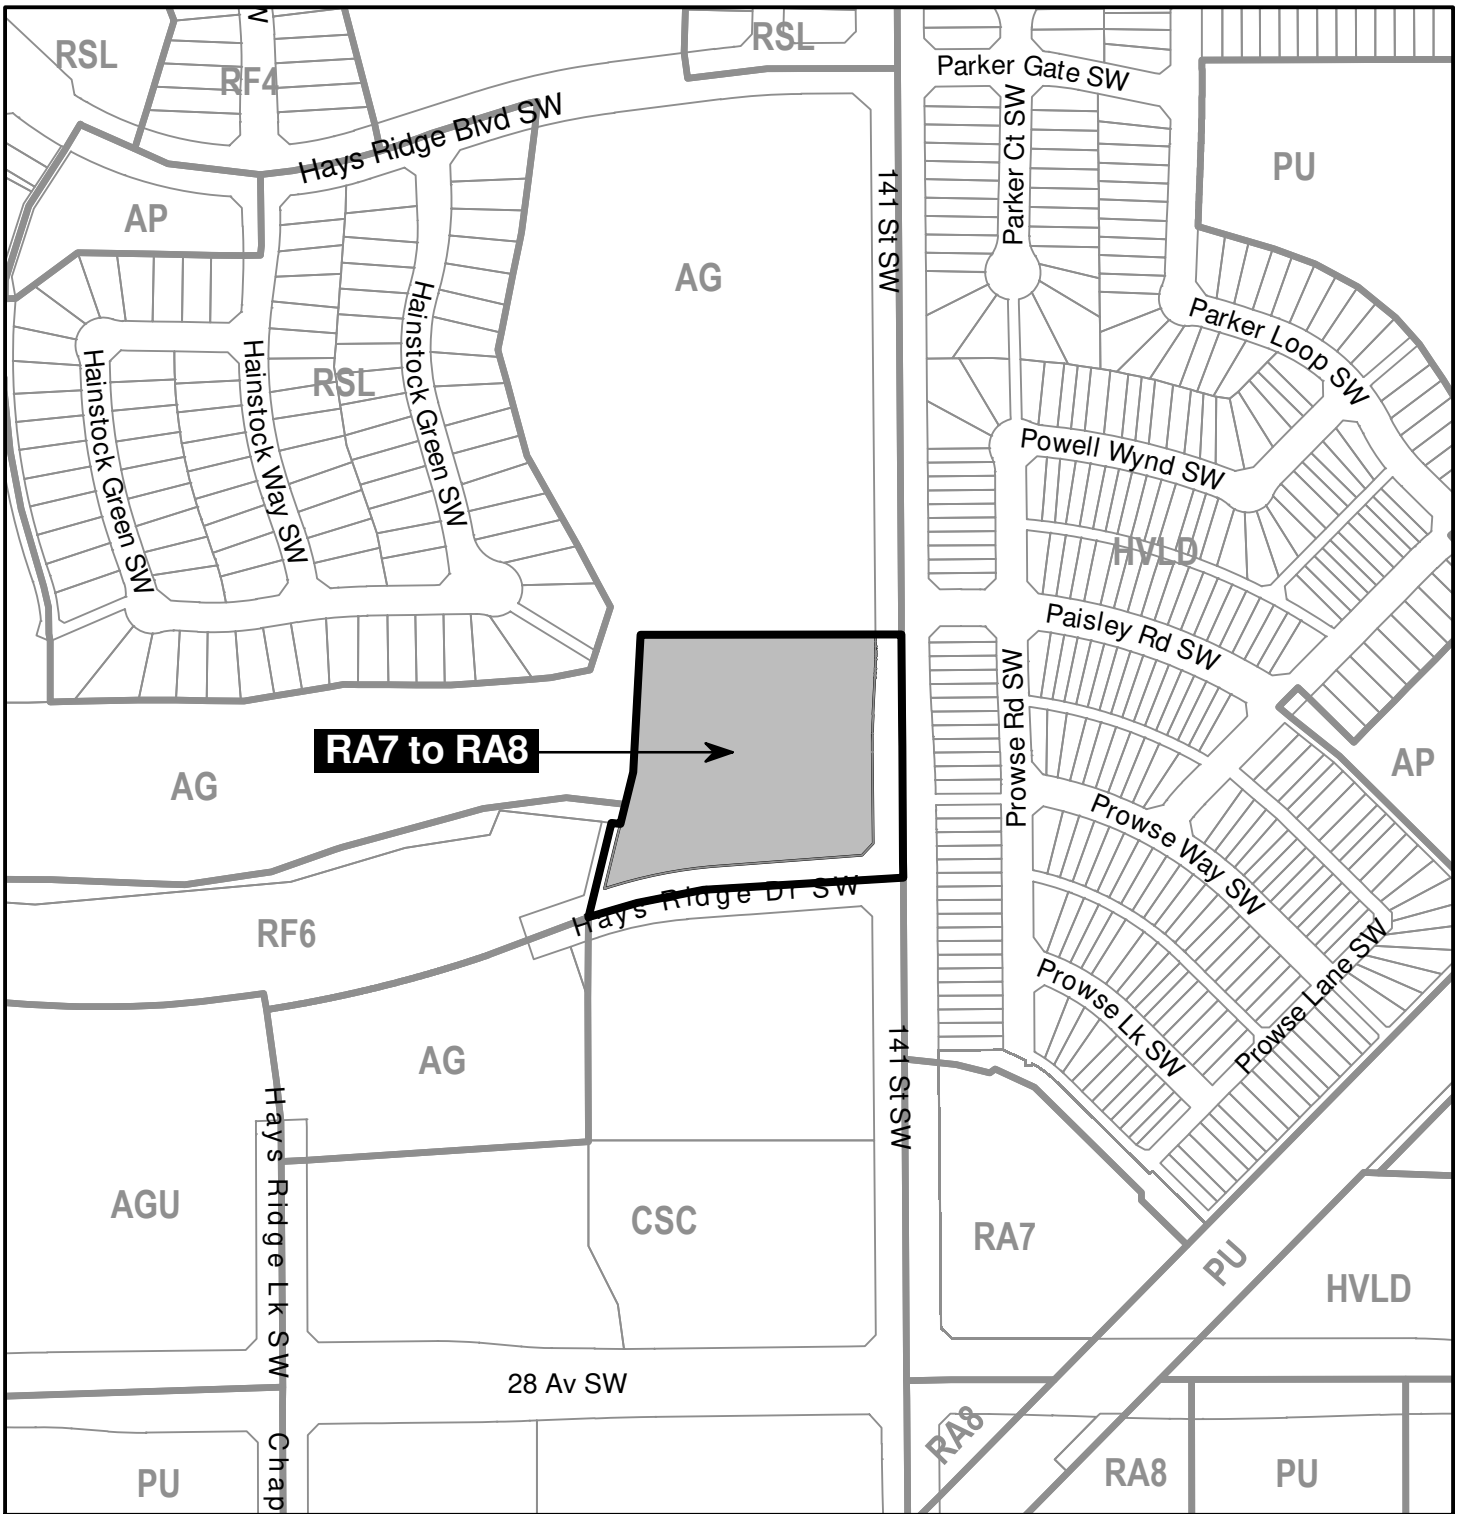 W
RSL
RSL
RF4
Parker Gate SW
Hays Ridge Blvd SW
Parker Ct SW
PU
AP
141 St SW
AG
Parker Loop SW
Hainstock Green SW
Hainstock Way SW
RSL
Hainstock Green SW
Powell Wynd SW
HVLD
Paisley Rd SW
Prowse Rd SW
RA7 to RA8
AG
AP
Prowse Way SW
Hays Ridge Dr SW
RF6
Prowse Lane SW
Prowse Lk SW
AG
141 St SW
Hays Ridge Lk SW
AGU
CSC
RA7
PU
HVLD
28 Av SW
RA8
Chap
PU
RA8
PU